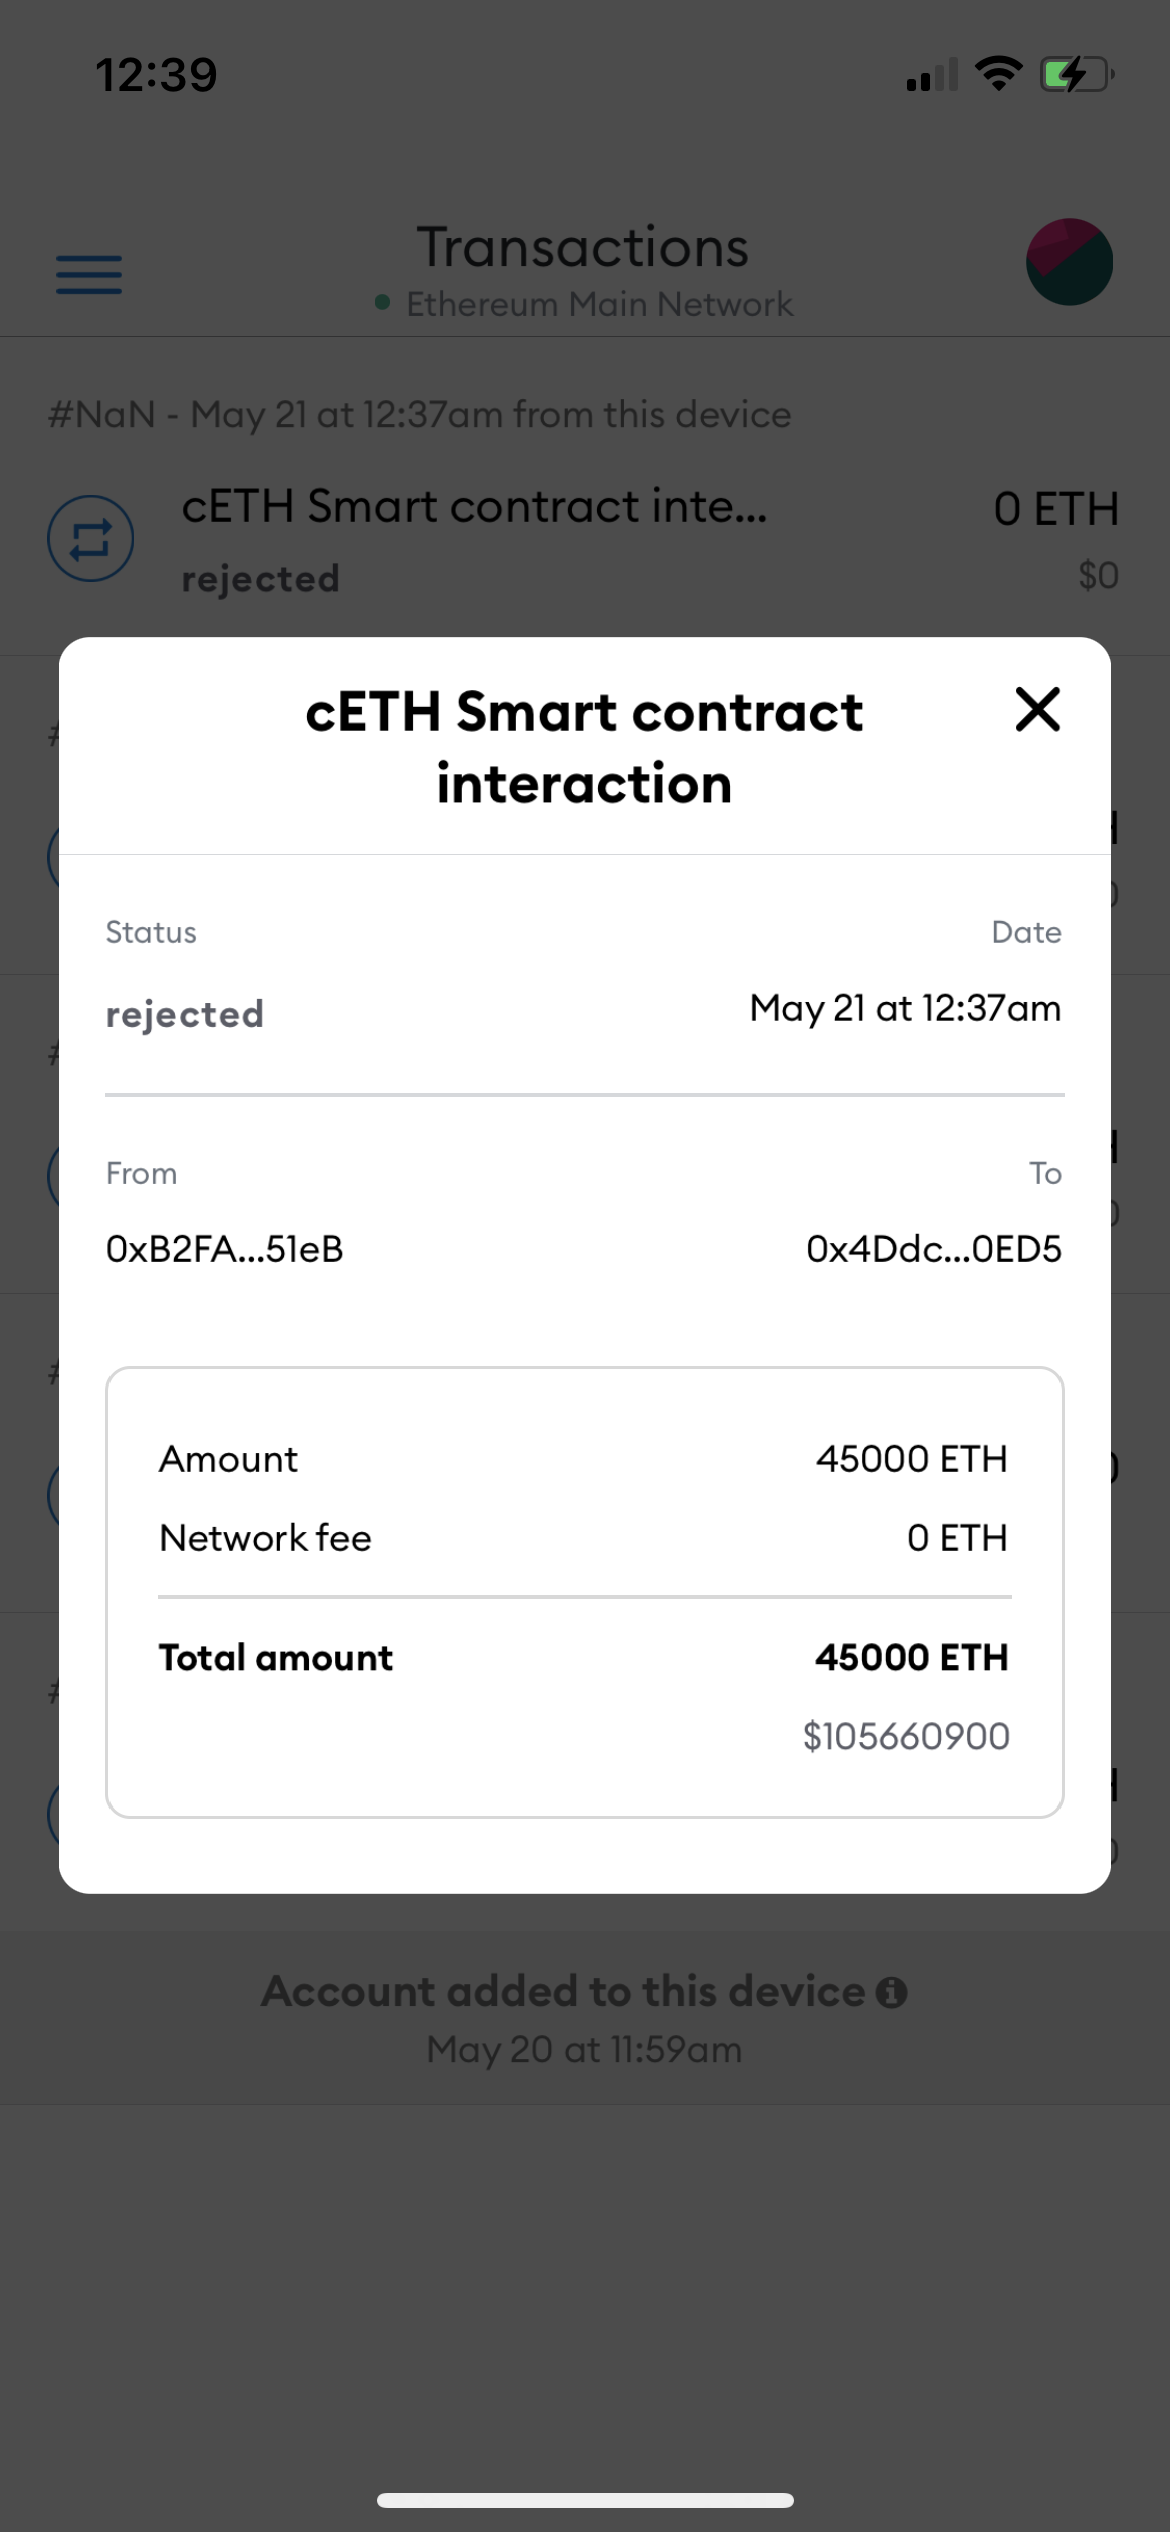 12:39
Transactions
Ethereum Main Network
#NaN - May 21 at 12:37am from this device
cETH Smart contract inte...
0 ETH
rejected
$0
cETH Smart contract
interaction
Status
Date
rejected
May 21 at 12:37am
From
To
0xB2FA...51eB
0x4Ddc...0ED5
Amount
45000 ETH
Network fee
0 ETH
Total amount
45000 ETH
$105660900
Account added to this device
May 20 at 11:59am